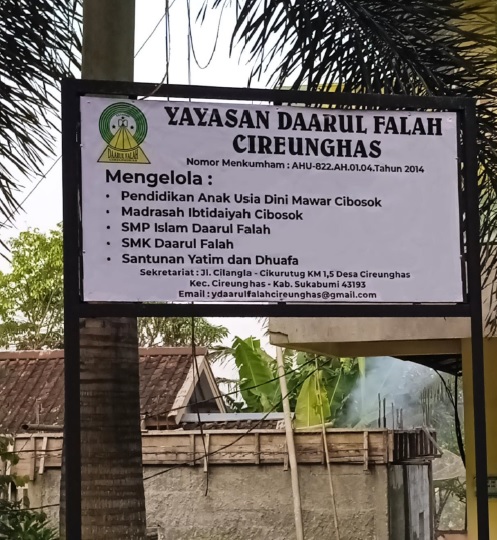 DAARUL FALAH
YAYASAN DAARUL FALAH
CIREUNGHAS
Nomor Menkumham : AHU-822.AH.01.04.Tahun 2014
Mengelola :
• Pendidikan Anak Usia Dini Mawar Cibosok
• Madrasah Ibtidaiyah Cibosok
• SMP Islam Daarul Falah
• SMK Daarul Falah
• Santunan Yatim dan Dhuafa
Sekretariat : Jl. Cilangla - Cikurutug KM 1,5 Desa Cireunghas
Kec. Cireunghas - Kab. Sukabumi 43193
Email : ydaarulfalahcireunghas@gmail.com